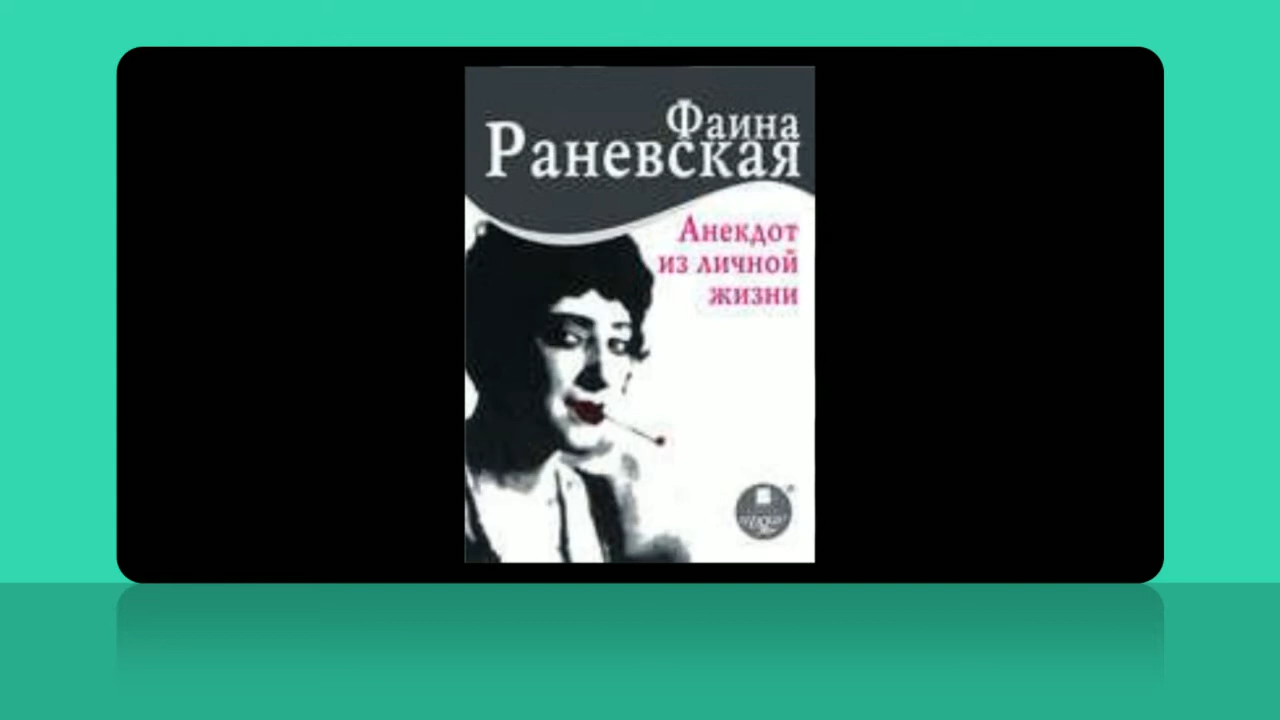 Фаина
Раневская
Анекдот
из личной
жизни